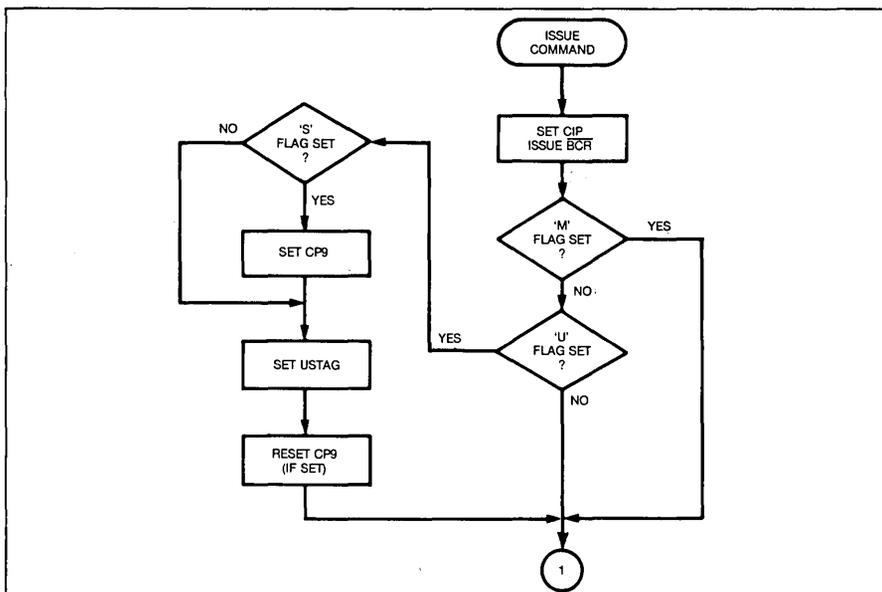 ISSUE
COMMAND
SET CIP
ISSUE BCR
'M'
FLAG SET
?
YES
NO
'U'
FLAG SET
?
YES
NO
'S'
FLAG SET
?
NO
YES
SET CP9
SET USTAG
RESET CP9
(IF SET)
1